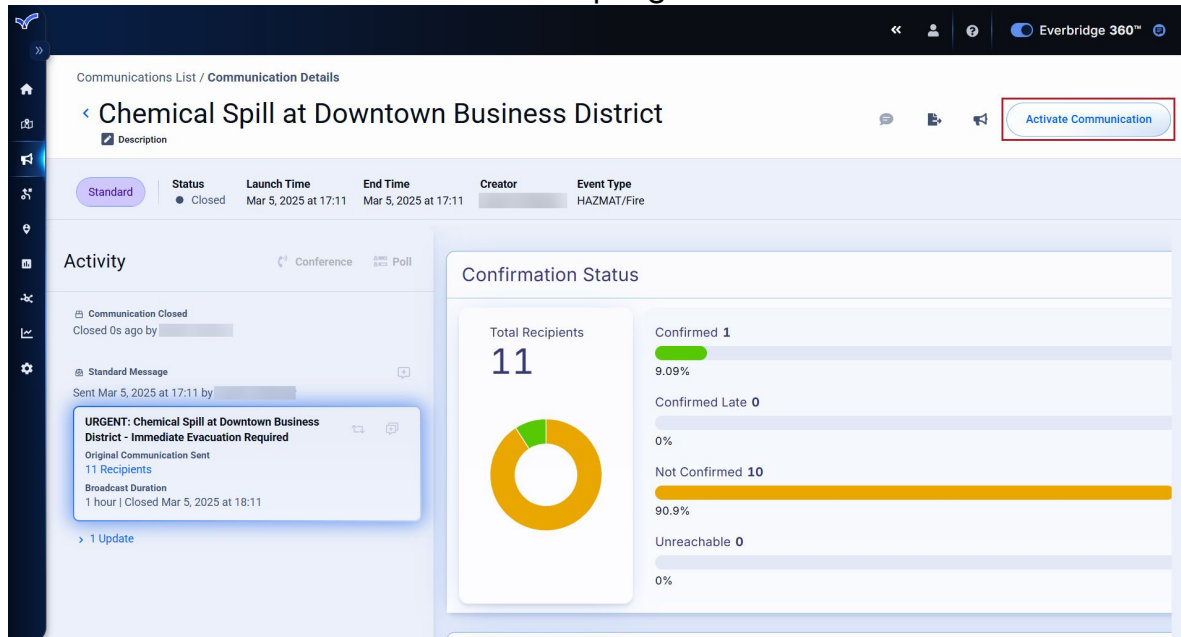 Everbridge 360™
Communications List / Communication Details
Chemical Spill at Downtown Business District
Description
Activate Communication
Standard
Status
Closed
Launch Time
Mar 5, 2025 at 17:11
End Time
Mar 5, 2025 at 17:11
Creator
Event Type
HAZMAT/Fire
Activity
Conference
Poll
Communication Closed
Closed 0s ago by
Standard Message
Sent Mar 5, 2025 at 17:11 by
URGENT: Chemical Spill at Downtown Business
District - Immediate Evacuation Required
Original Communication Sent
11 Recipients
Broadcast Duration
1 hour | Closed Mar 5, 2025 at 18:11
1 Update
Confirmation Status
Total Recipients
11
Confirmed 1
9.09%
Confirmed Late 0
0%
Not Confirmed 10
90.9%
Unreachable 0
0%